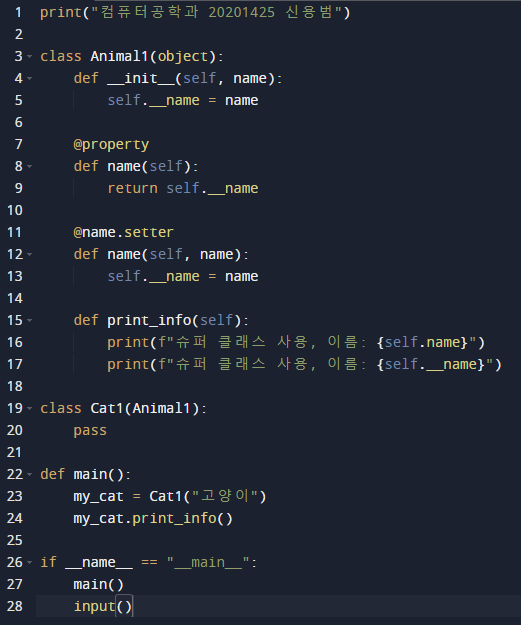 1 print("컴퓨터공학과 20201425 신용범")
2
3 class Animal1(object):
4     def __init__(self, name):
5         self.__name = name
6
7     @property
8     def name(self):
9         return self.__name
10
11     @name.setter
12     def name(self, name):
13         self.__name = name
14
15     def print_info(self):
16         print(f"슈퍼 클래스 사용, 이름: {self.name}")
17         print(f"슈퍼 클래스 사용, 이름: {self.__name}")
18
19 class Cat1(Animal1):
20     pass
21
22 def main():
23     my_cat = Cat1("고양이")
24     my_cat.print_info()
25
26 if __name__ == "__main__":
27     main()
28     input()